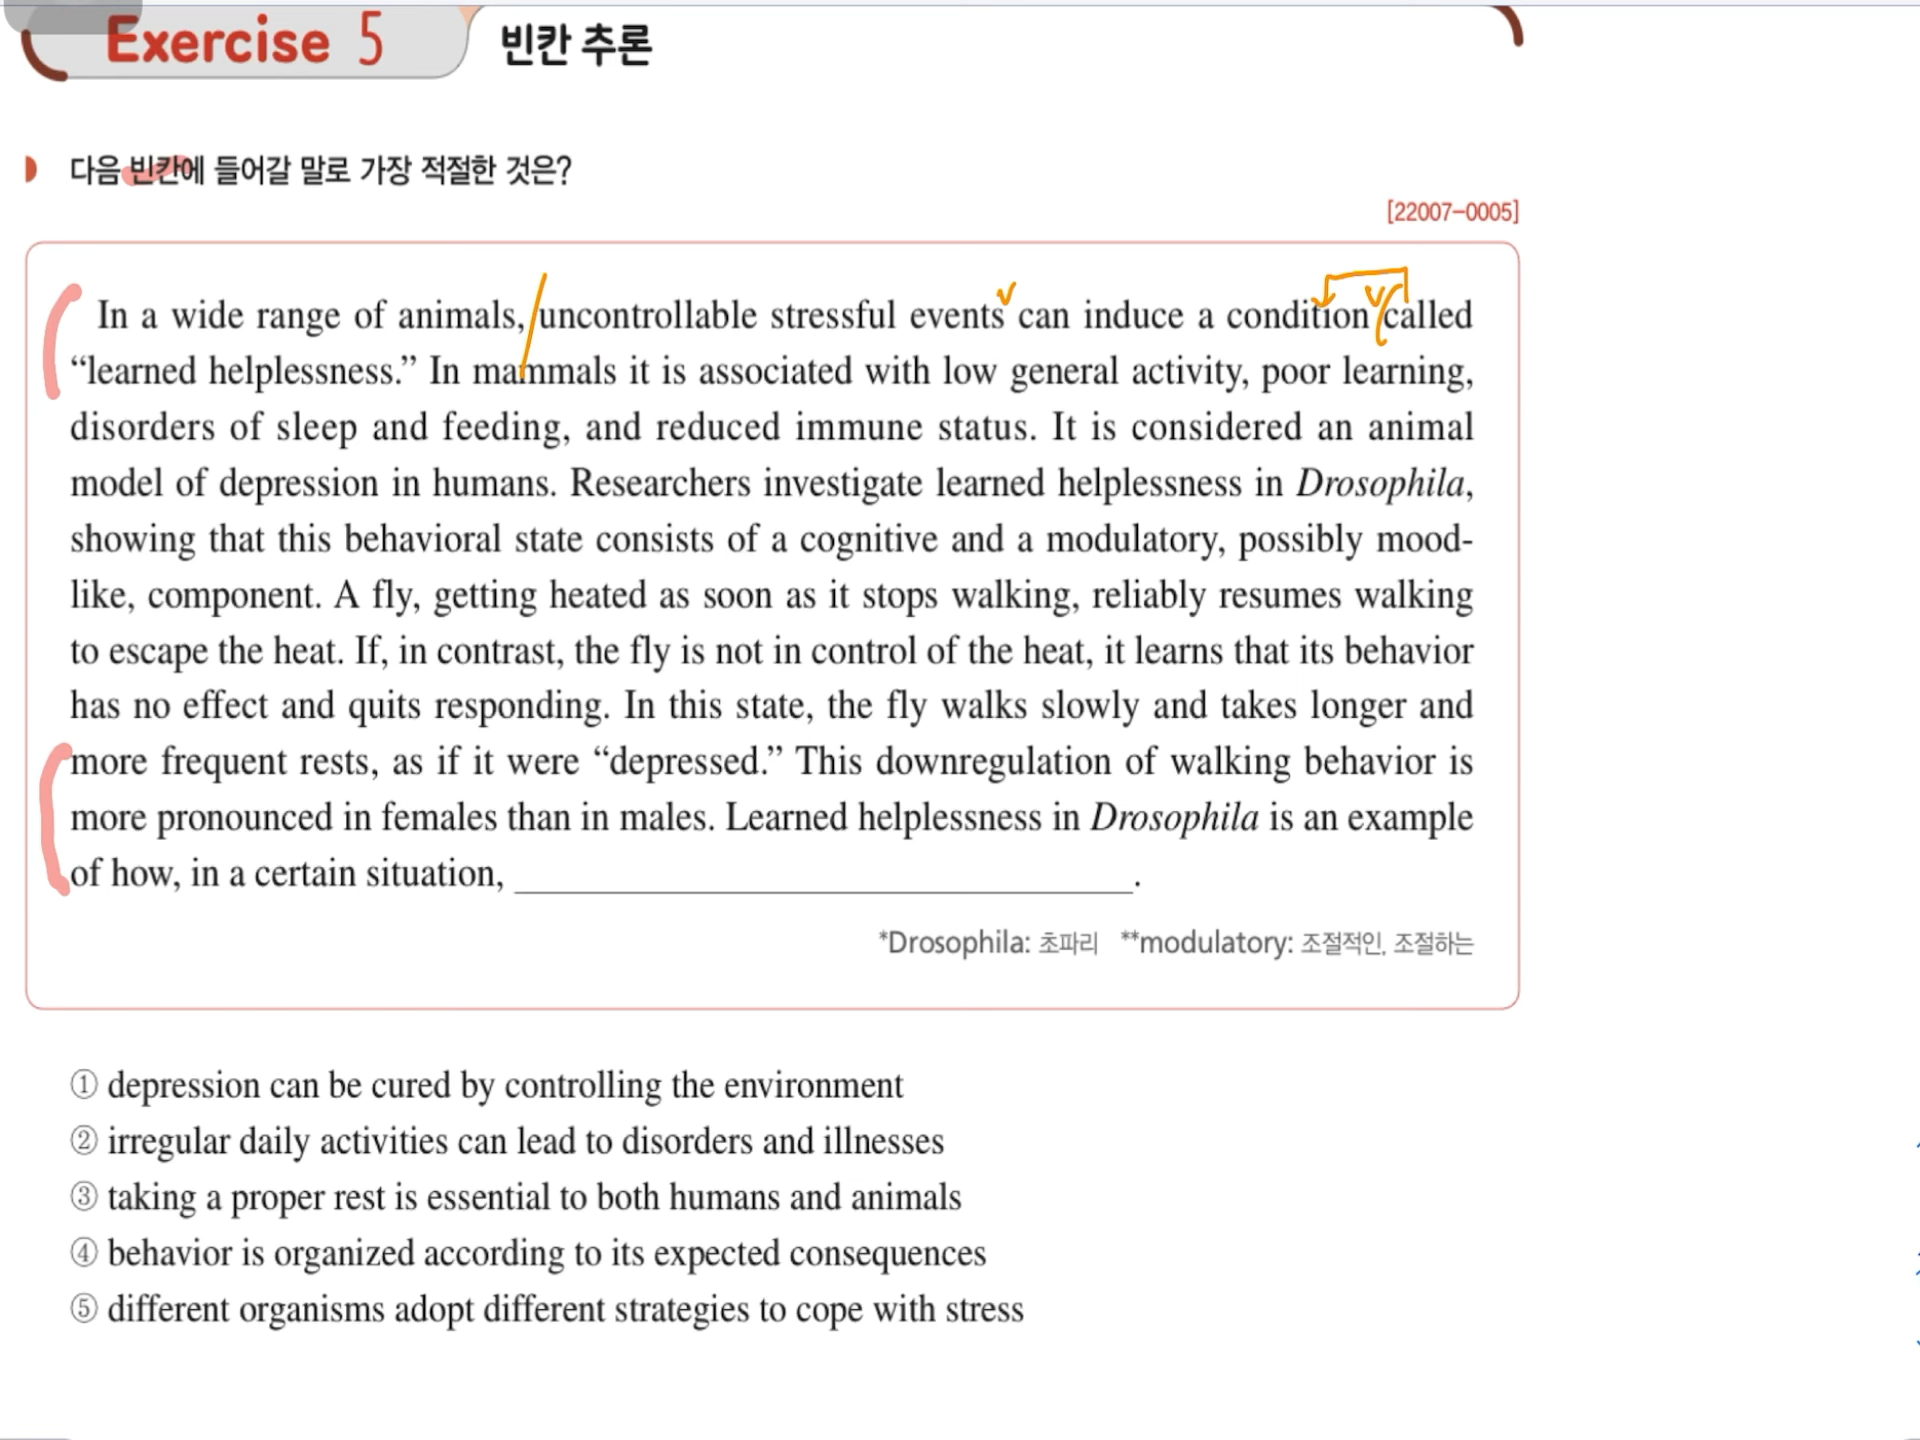 Exercise 5 빈칸 추론
다음 빈칸에 들어갈 말로 가장 적절한 것은?
[22007-0005]
In a wide range of animals, uncontrollable stressful events can induce a condition called
“learned helplessness.” In mammals it is associated with low general activity, poor learning,
disorders of sleep and feeding, and reduced immune status. It is considered an animal
model of depression in humans. Researchers investigate learned helplessness in Drosophila,
showing that this behavioral state consists of a cognitive and a modulatory, possibly mood-
like, component. A fly, getting heated as soon as it stops walking, reliably resumes walking
to escape the heat. If, in contrast, the fly is not in control of the heat, it learns that its behavior
has no effect and quits responding. In this state, the fly walks slowly and takes longer and
more frequent rests, as if it were “depressed.” This downregulation of walking behavior is
more pronounced in females than in males. Learned helplessness in Drosophila is an example
of how, in a certain situation, ____________________.
*Drosophila: 초파리 **modulatory: 조절적인, 조절하는
① depression can be cured by controlling the environment
② irregular daily activities can lead to disorders and illnesses
③ taking a proper rest is essential to both humans and animals
④ behavior is organized according to its expected consequences
⑤ different organisms adopt different strategies to cope with stress